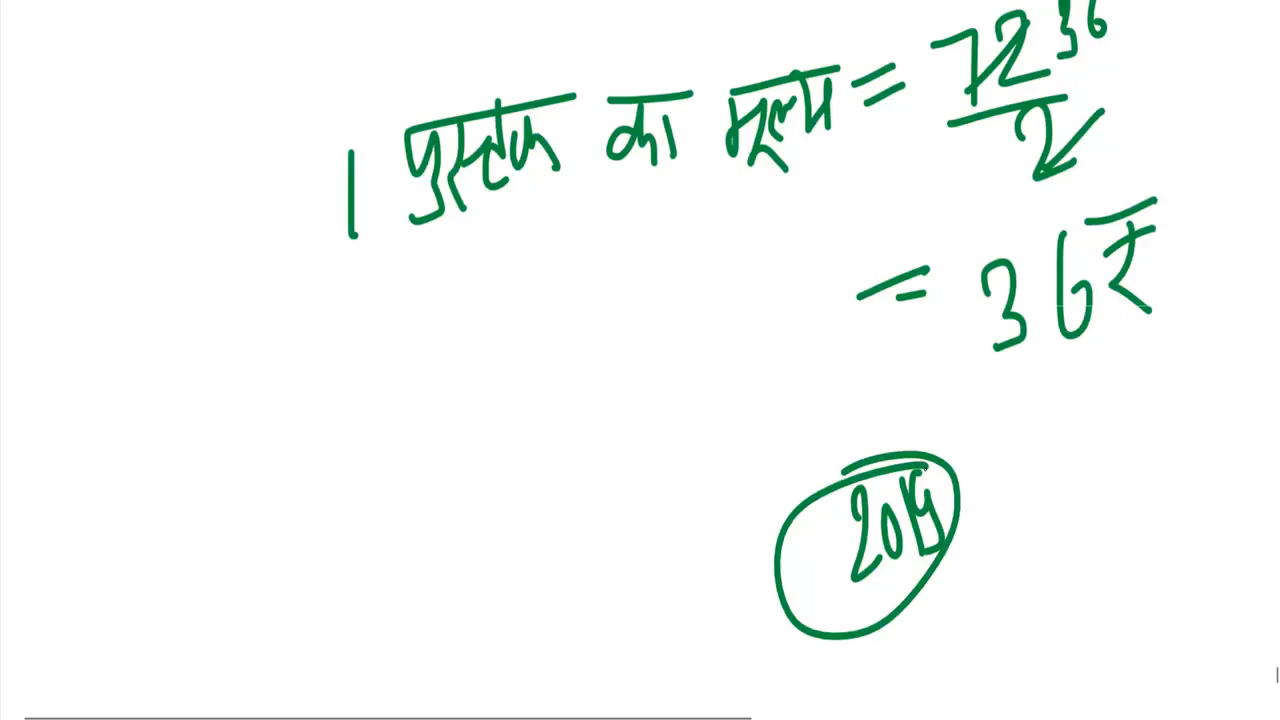 1 पुस्तक का मूल्य = 72/2 36
= 36 ₹
2019